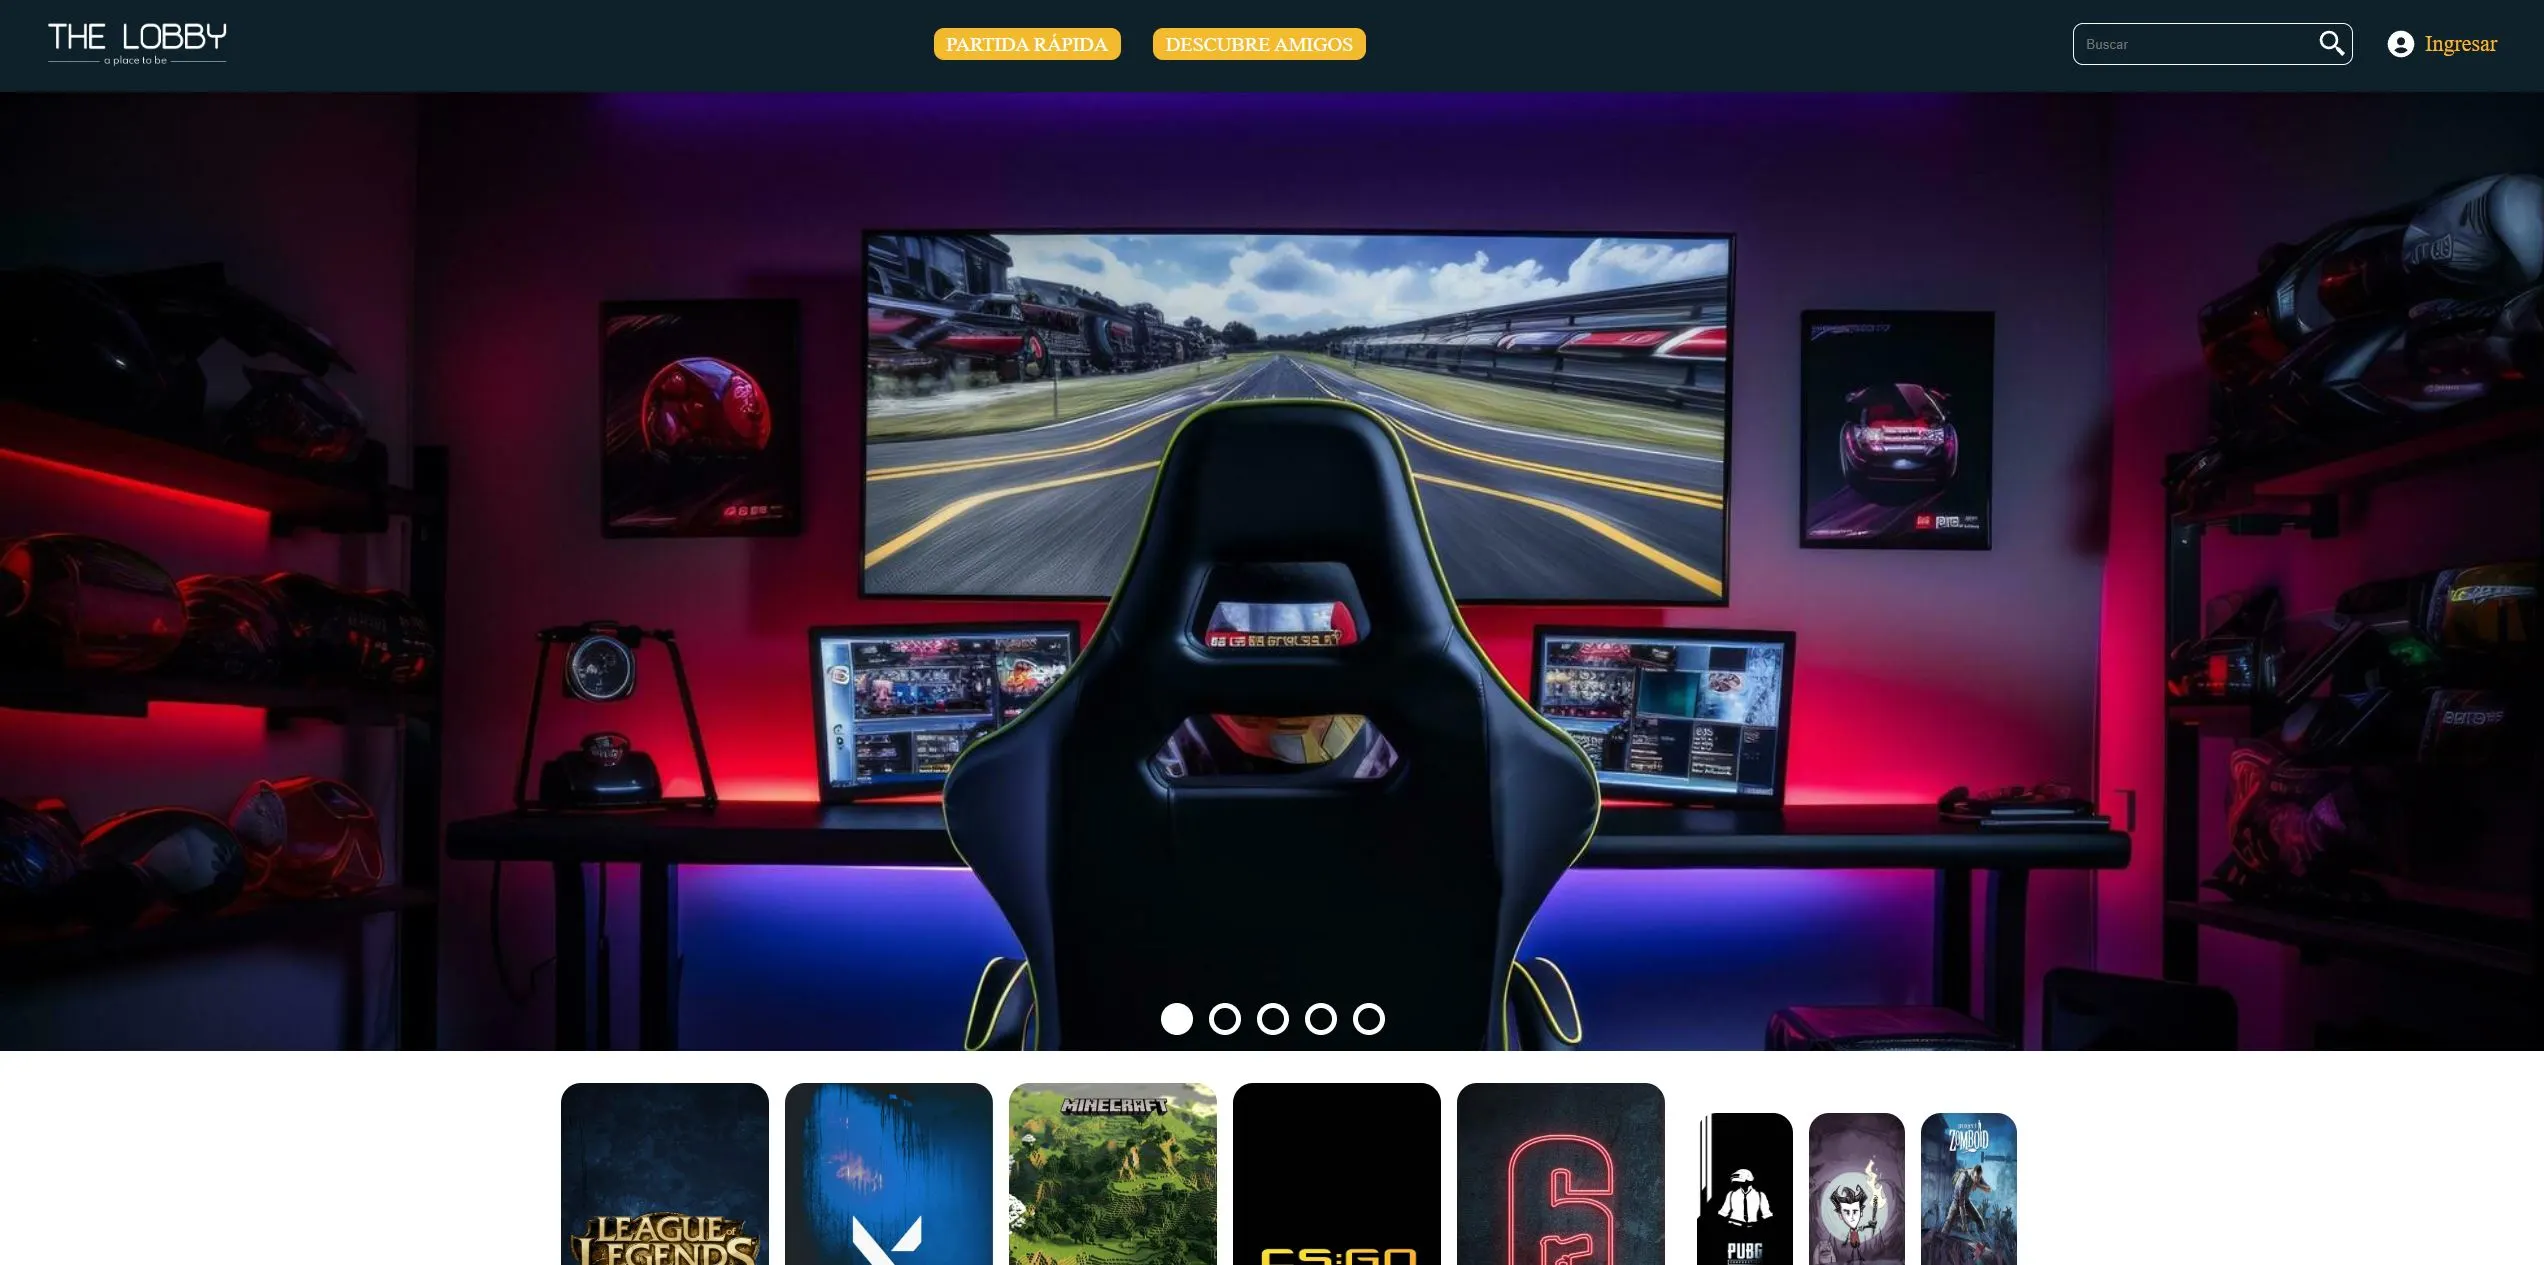 THE LOBBY
a place to be
PARTIDA RÁPIDA
DESCUBRE AMIGOS
Buscar
Ingresar
MINECRAFT
LEAGUE of
LEGENDS
CS:GO
PUBG
PROJECT
ZOMBOID